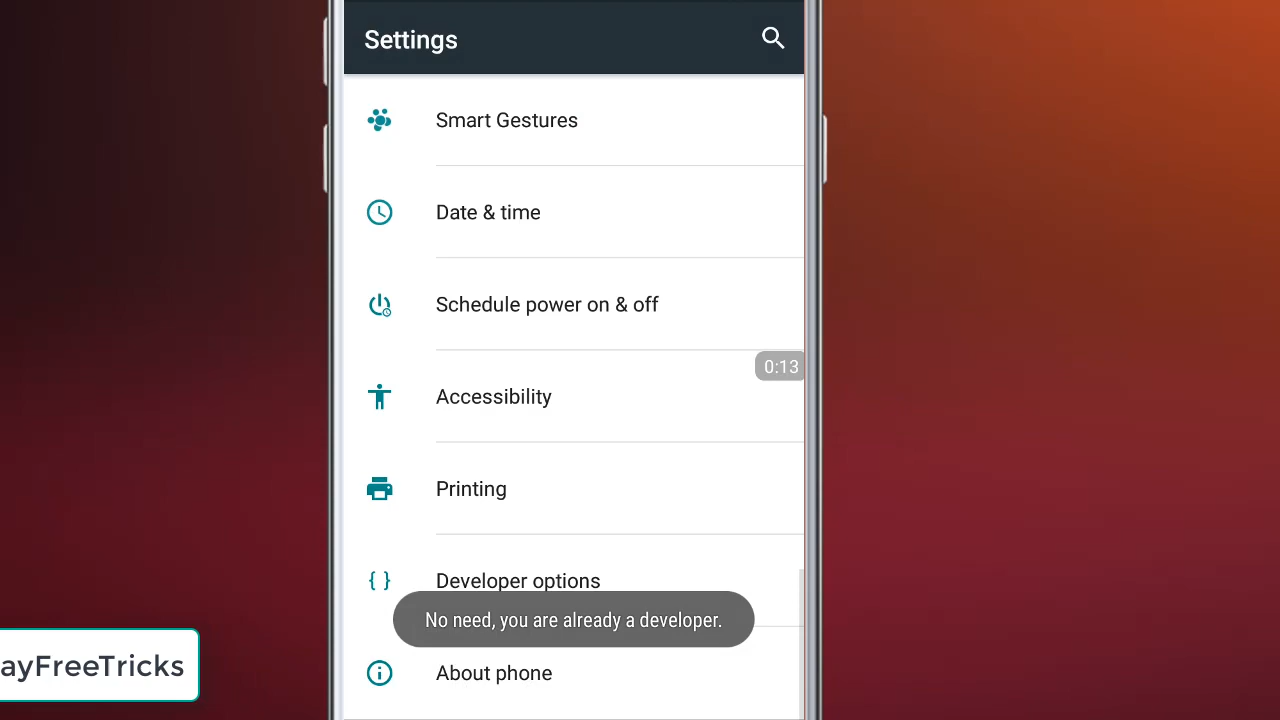 Settings
Smart Gestures
Date & time
Schedule power on & off
0:13
Accessibility
Printing
Developer options
No need, you are already a developer.
About phone
ayFreeTricks